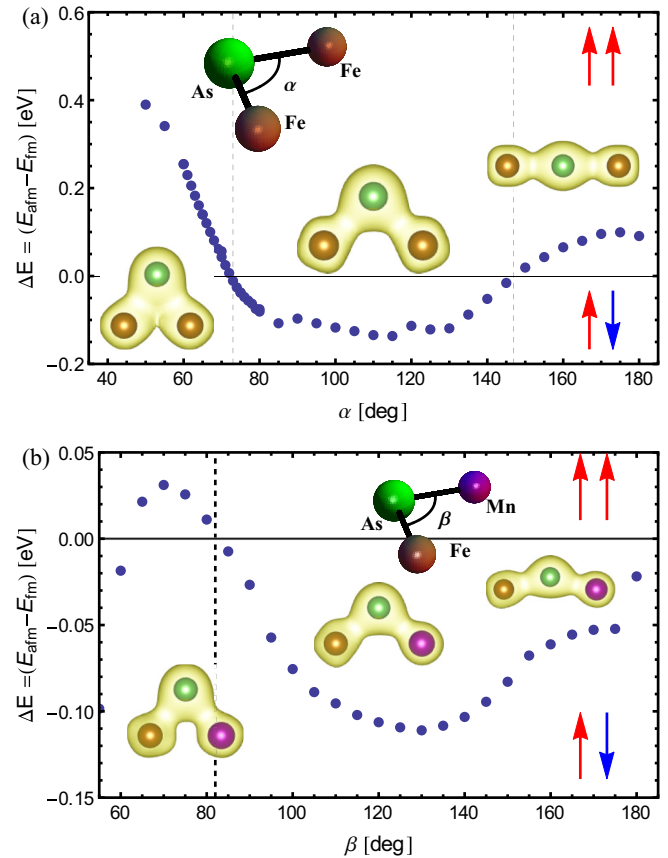 (a)
ΔE = (E_afm−E_fm) [eV]
0.6
0.4
0.2
0.0
−0.2
As
α
Fe
Fe
40 60 80 100 120 140 160 180
α [deg]
(b)
ΔE =(E_afm−E_fm) [eV]
0.05
0.00
−0.05
−0.10
−0.15
As
β
Mn
Fe
60 80 100 120 140 160 180
β [deg]